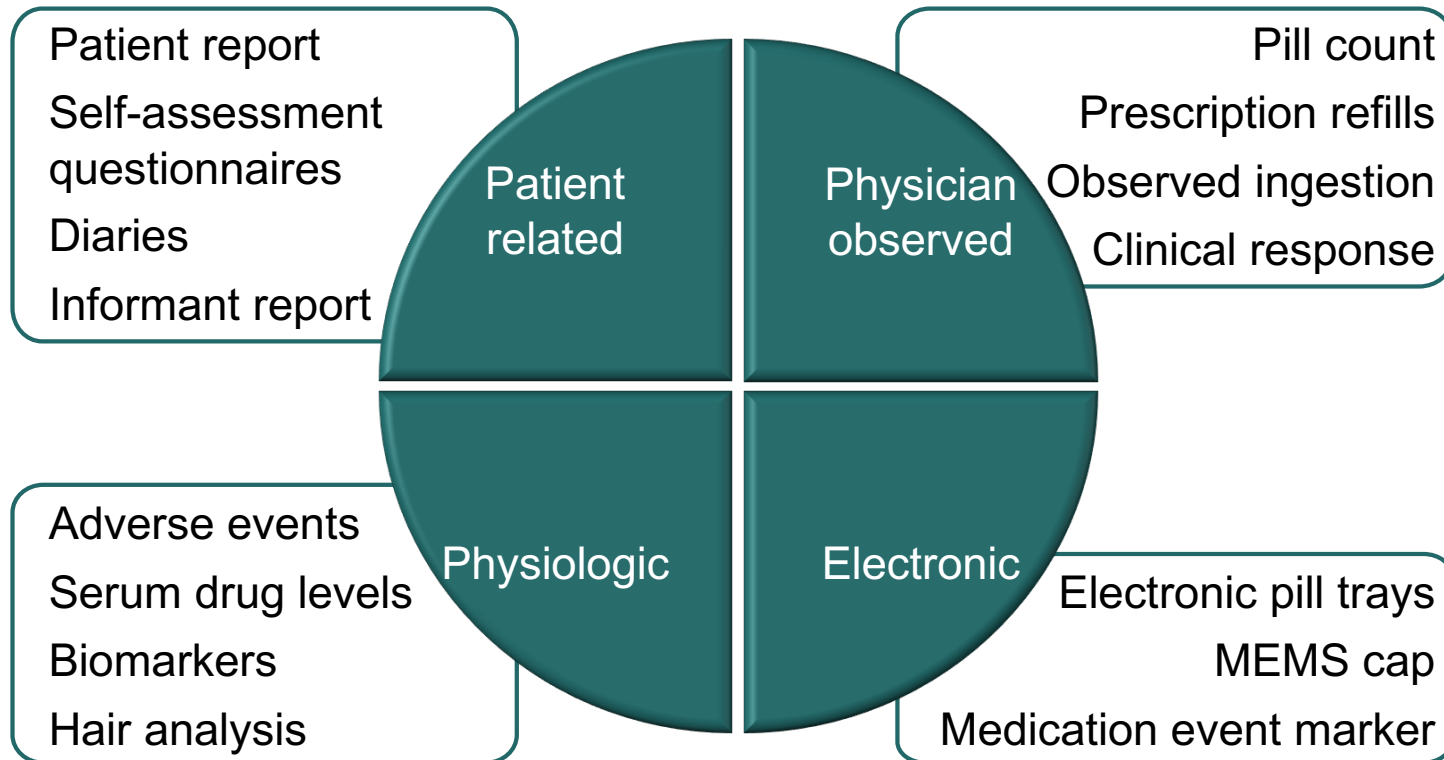 Patient report
Self-assessment
questionnaires
Diaries
Informant report
Patient
related
Physician
observed
Pill count
Prescription refills
Observed ingestion
Clinical response
Adverse events
Serum drug levels
Biomarkers
Hair analysis
Physiologic
Electronic
Electronic pill trays
MEMS cap
Medication event marker